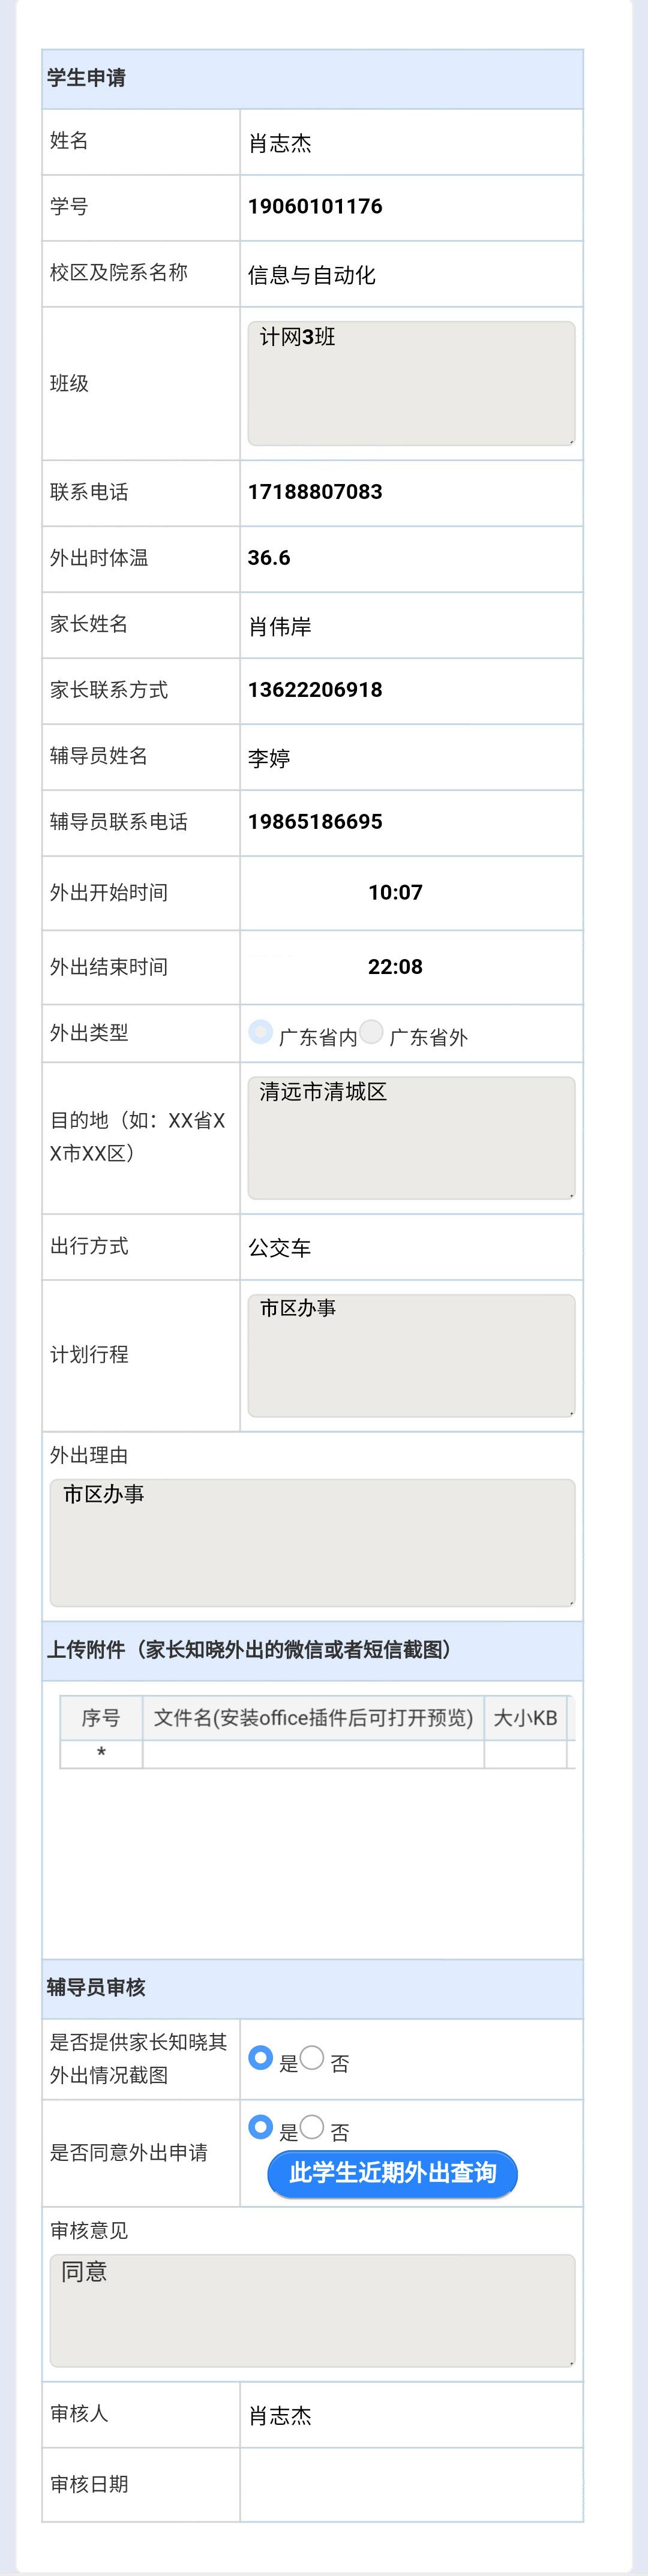 学生申请
姓名 肖志杰
学号 19060101176
校区及院系名称 信息与自动化
班级 计网3班
联系电话 17188807083
外出时体温 36.6
家长姓名 肖伟岸
家长联系方式 13622206918
辅导员姓名 李婷
辅导员联系电话 19865186695
外出开始时间 10:07
外出结束时间 22:08
外出类型 广东省内 广东省外
目的地（如：XX省X
X市XX区）
清远市清城区
出行方式 公交车
计划行程 市区办事
外出理由
市区办事
上传附件（家长知晓外出的微信或者短信截图）
序号 文件名(安装office插件后可打开预览) 大小KB
*
辅导员审核
是否提供家长知晓其
外出情况截图
是 否
是否同意外出申请 是 否
此学生近期外出查询
审核意见
同意
审核人 肖志杰
审核日期